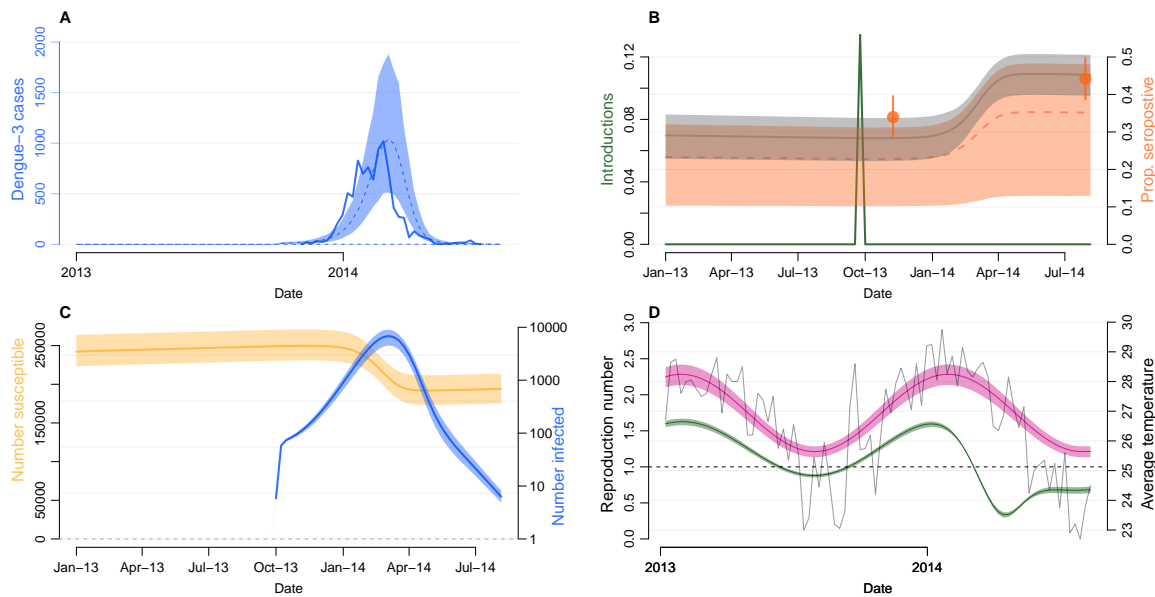 A
Dengue−3 cases
0
500
1000
1500
2000
2013
2014
Date
B
Introductions
0.00
0.04
0.08
0.12
0.0
0.1
0.2
0.3
0.4
0.5
Prop. seropostive
Jan−13
Apr−13
Jul−13
Oct−13
Jan−14
Apr−14
Jul−14
Date
C
Number susceptible
0
50000
150000
250000
1
10
100
1000
10000
Number infected
Jan−13
Apr−13
Jul−13
Oct−13
Jan−14
Apr−14
Jul−14
Date
D
Reproduction number
0.0
0.5
1.0
1.5
2.0
2.5
3.0
23
24
25
26
27
28
29
30
Average temperature
2013
2014
Date